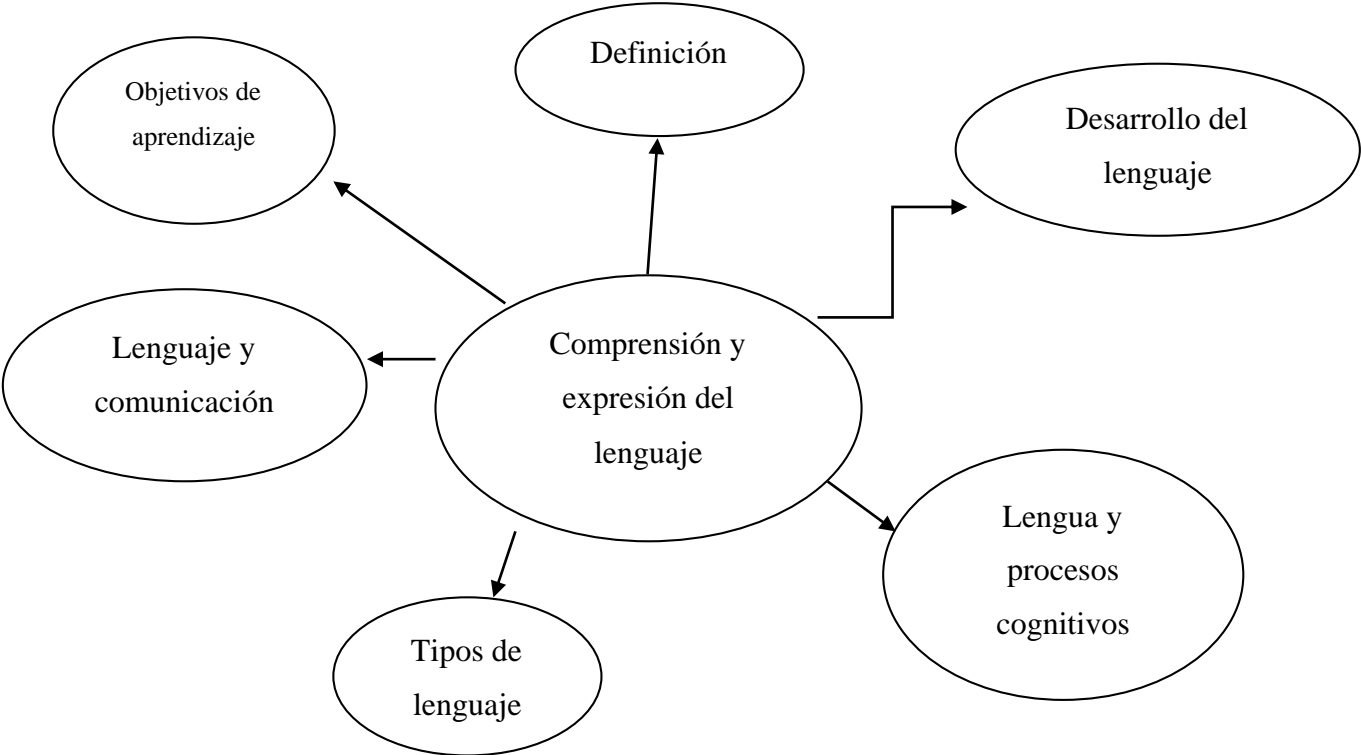 Definición
Objetivos de
aprendizaje
Desarrollo del
lenguaje
Lenguaje y
comunicación
Comprensión y
expresión del
lenguaje
Lengua y
procesos
cognitivos
Tipos de
lenguaje